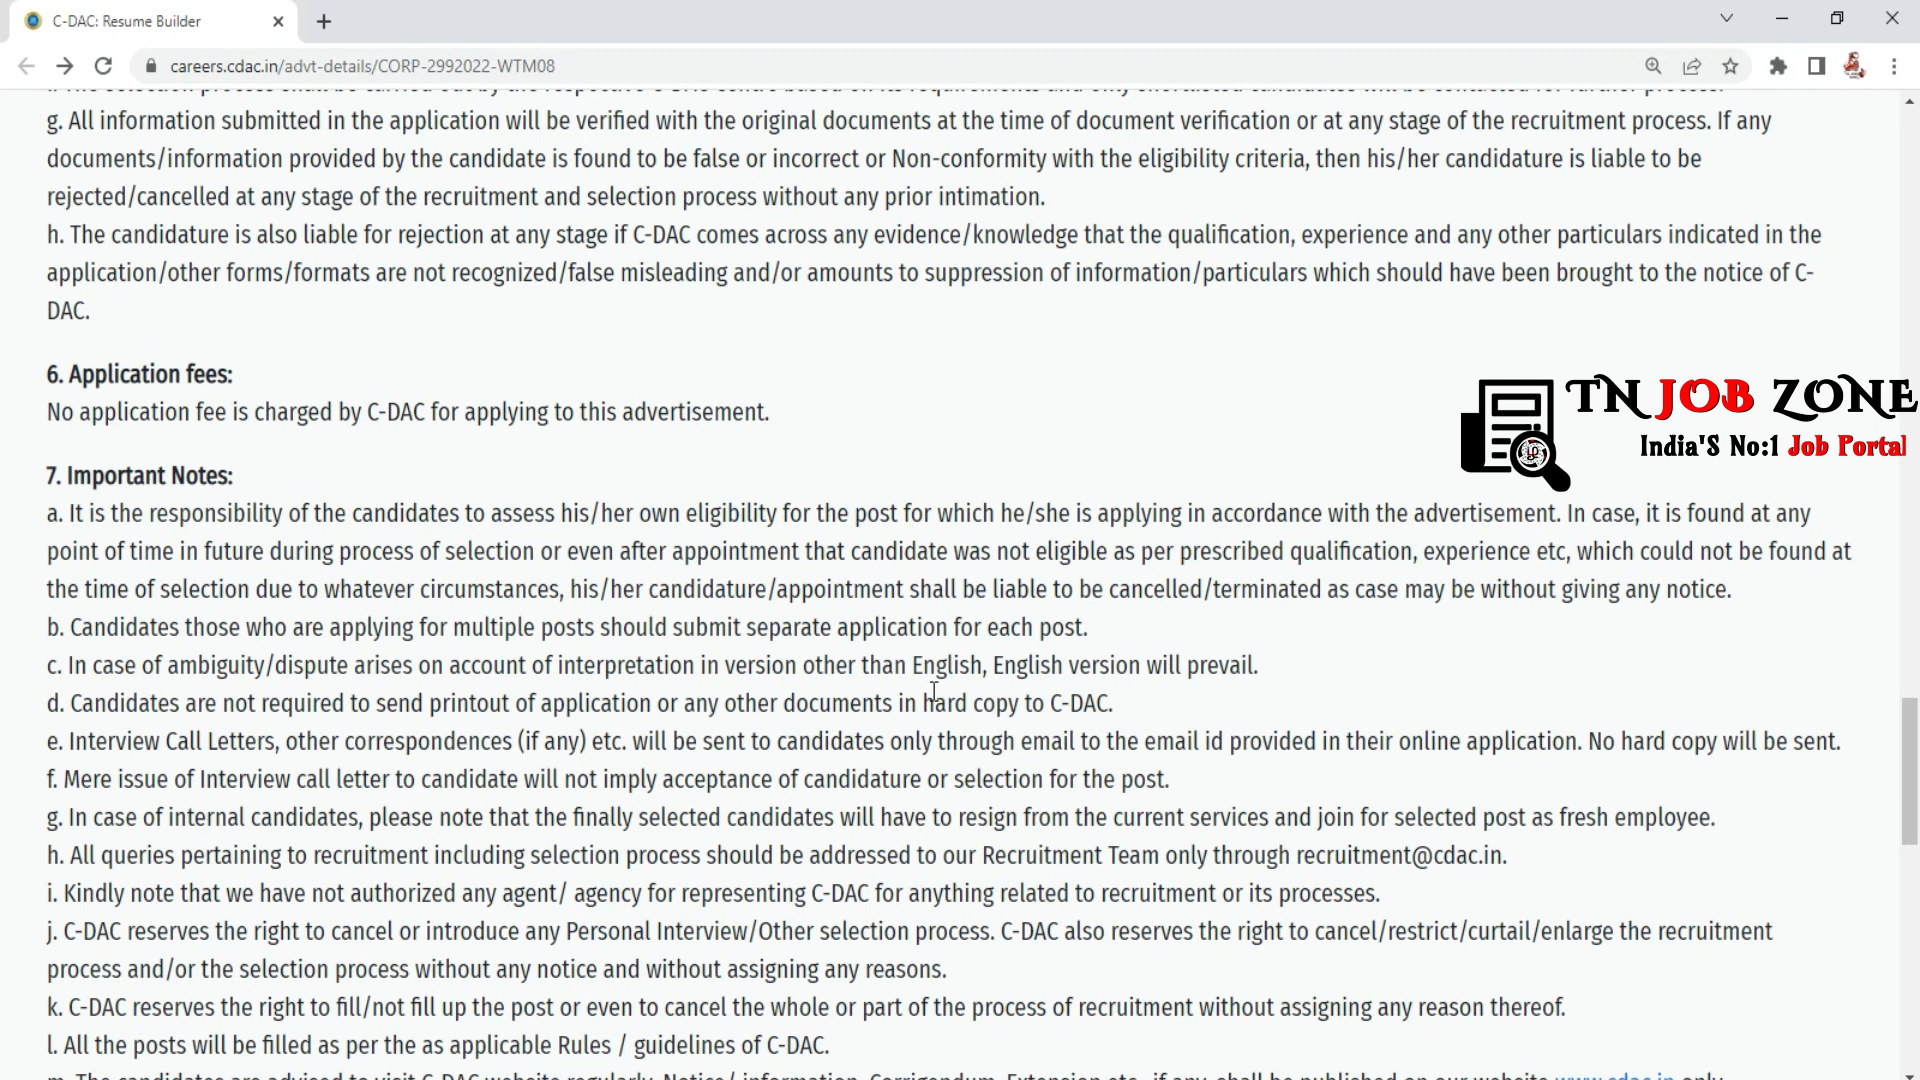 C-DAC: Resume Builder
careers.cdac.in/advt-details/CORP-2992022-WTM08
g. All information submitted in the application will be verified with the original documents at the time of document verification or at any stage of the recruitment process. If any
documents/information provided by the candidate is found to be false or incorrect or Non-conformity with the eligibility criteria, then his/her candidature is liable to be
rejected/cancelled at any stage of the recruitment and selection process without any prior intimation.
h. The candidature is also liable for rejection at any stage if C-DAC comes across any evidence/knowledge that the qualification, experience and any other particulars indicated in the
application/other forms/formats are not recognized/false misleading and/or amounts to suppression of information/particulars which should have been brought to the notice of C-
DAC.
6. Application fees:
No application fee is charged by C-DAC for applying to this advertisement.
TN JOB ZONE
India'S No:1 Job Portal
7. Important Notes:
a. It is the responsibility of the candidates to assess his/her own eligibility for the post for which he/she is applying in accordance with the advertisement. In case, it is found at any
point of time in future during process of selection or even after appointment that candidate was not eligible as per prescribed qualification, experience etc, which could not be found at
the time of selection due to whatever circumstances, his/her candidature/appointment shall be liable to be cancelled/terminated as case may be without giving any notice.
b. Candidates those who are applying for multiple posts should submit separate application for each post.
c. In case of ambiguity/dispute arises on account of interpretation in version other than English, English version will prevail.
d. Candidates are not required to send printout of application or any other documents in hard copy to C-DAC.
e. Interview Call Letters, other correspondences (if any) etc. will be sent to candidates only through email to the email id provided in their online application. No hard copy will be sent.
f. Mere issue of Interview call letter to candidate will not imply acceptance of candidature or selection for the post.
g. In case of internal candidates, please note that the finally selected candidates will have to resign from the current services and join for selected post as fresh employee.
h. All queries pertaining to recruitment including selection process should be addressed to our Recruitment Team only through recruitment@cdac.in.
i. Kindly note that we have not authorized any agent/ agency for representing C-DAC for anything related to recruitment or its processes.
j. C-DAC reserves the right to cancel or introduce any Personal Interview/Other selection process. C-DAC also reserves the right to cancel/restrict/curtail/enlarge the recruitment
process and/or the selection process without any notice and without assigning any reasons.
k. C-DAC reserves the right to fill/not fill up the post or even to cancel the whole or part of the process of recruitment without assigning any reason thereof.
l. All the posts will be filled as per the as applicable Rules / guidelines of C-DAC.